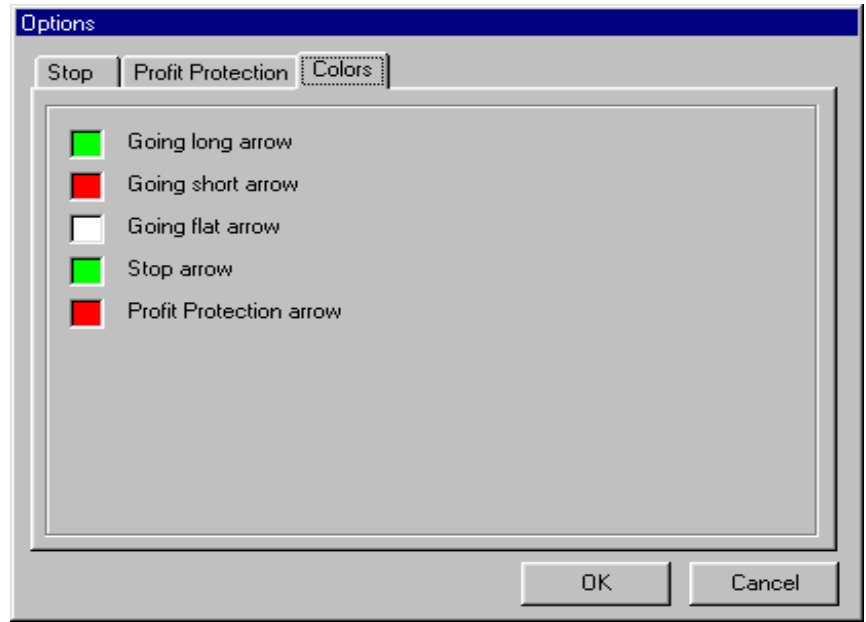 Options
Stop Profit Protection Colors
Going long arrow
Going short arrow
Going flat arrow
Stop arrow
Profit Protection arrow
OK Cancel